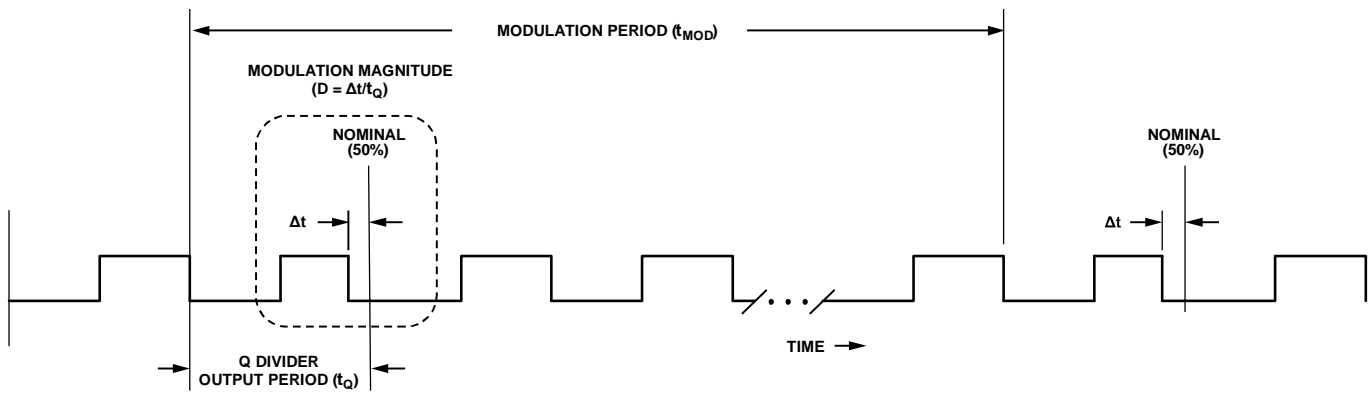 MODULATION PERIOD (tMOD)
MODULATION MAGNITUDE
(D = Δt/tQ)
NOMINAL
(50%)
NOMINAL
(50%)
Δt
Δt
TIME
Q DIVIDER
OUTPUT PERIOD (tQ)